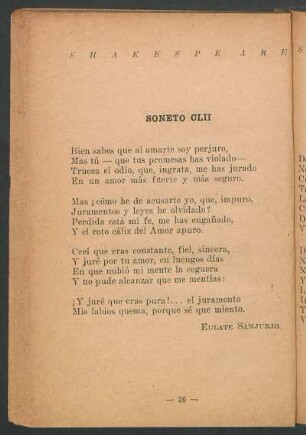 SHAKESPEARE
SONETO CLII
Bien sabes que al amarte soy perjuro,
Mas tú — que tus promesas has violado—
Trueca el odio, que, ingrata, me has jurado
En un amor más fuerte y más seguro.
Mas ¡cómo he de acusarte yo, que, impuro,
Juramentos y leyes he olvidado?
Perdida está mi fe, me has engañado,
Y el roto cáliz del Amor apuro.
Creí que eras constante, fiel, sincera,
Y juré por tu amor, en luengos días
En que nubió mi mente la ceguera
Y no pude alcanzar que me mentías:
¡Y juré que eras pura!... el juramento
Mis labios quema, porque sé que miento.
Eulate Sanjurjo.
— 36 —